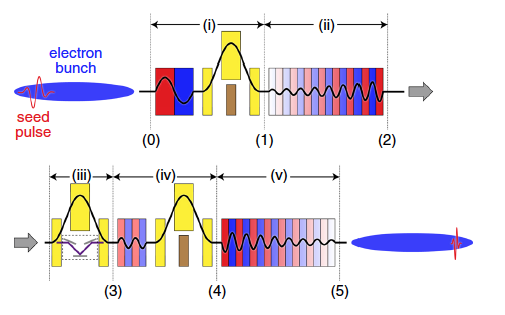 (i)
(ii)
electron
bunch
seed
pulse
(0)
(1)
(2)
(iii)
(iv)
(v)
(3)
(4)
(5)